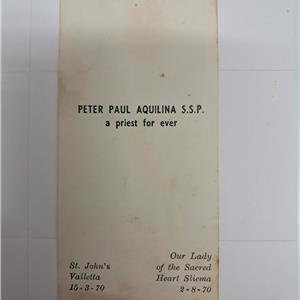 PETER PAUL AQUILINA S.S.P.
a priest for ever
St. John's
Valletta
15-3-70
Our Lady
of the Sacred
Heart Sliema
2-8-70